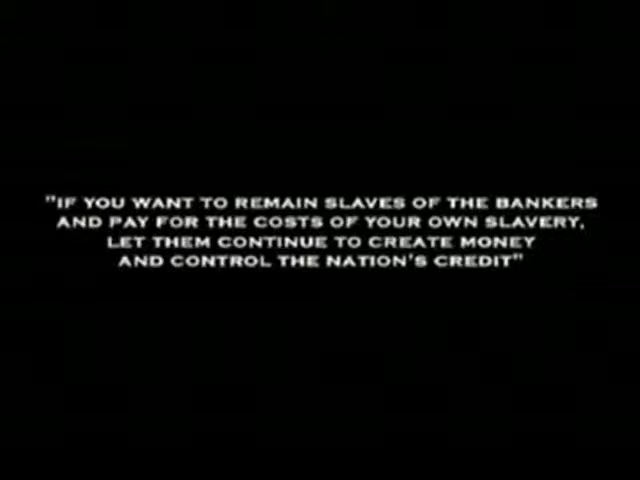 "IF YOU WANT TO REMAIN SLAVES OF THE BANKERS
AND PAY FOR THE COSTS OF YOUR OWN SLAVERY,
LET THEM CONTINUE TO CREATE MONEY
AND CONTROL THE NATION'S CREDIT"